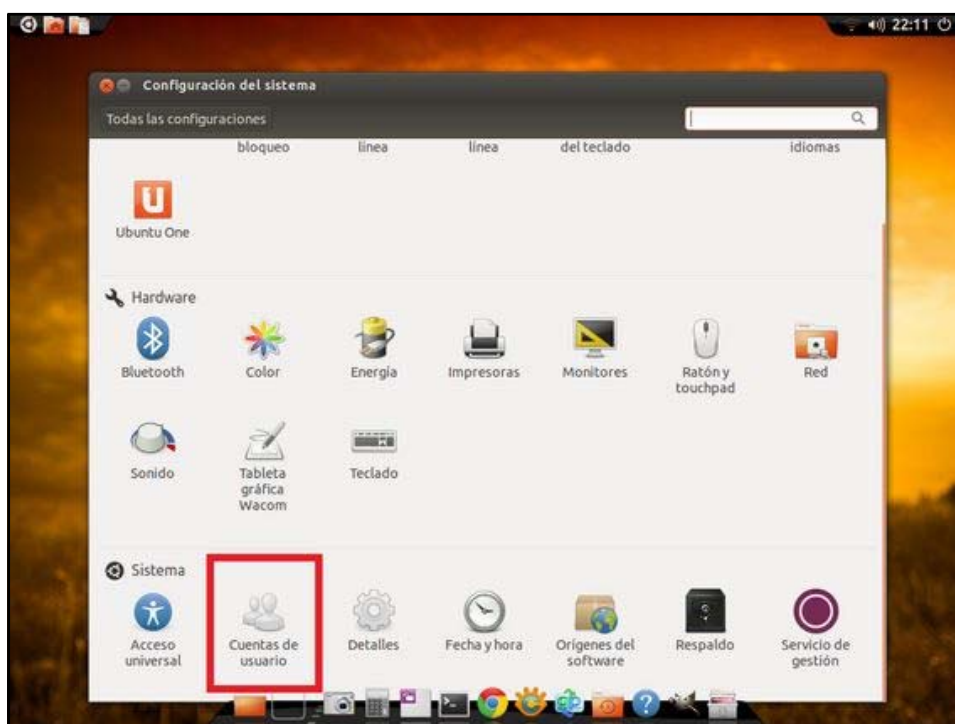 22:11
Configuración del sistema
Todas las configuraciones
bloqueo línea línea del teclado idiomas
Ubuntu One
Hardware
Bluetooth Color Energía Impresoras Monitores Ratón y Red
touchpad
Sonido Tableta Teclado
gráfica
Wacom
Sistema
Acceso Cuentas de Detalles Fecha y hora Orígenes del Respaldo Servicio de
universal usuario software gestión